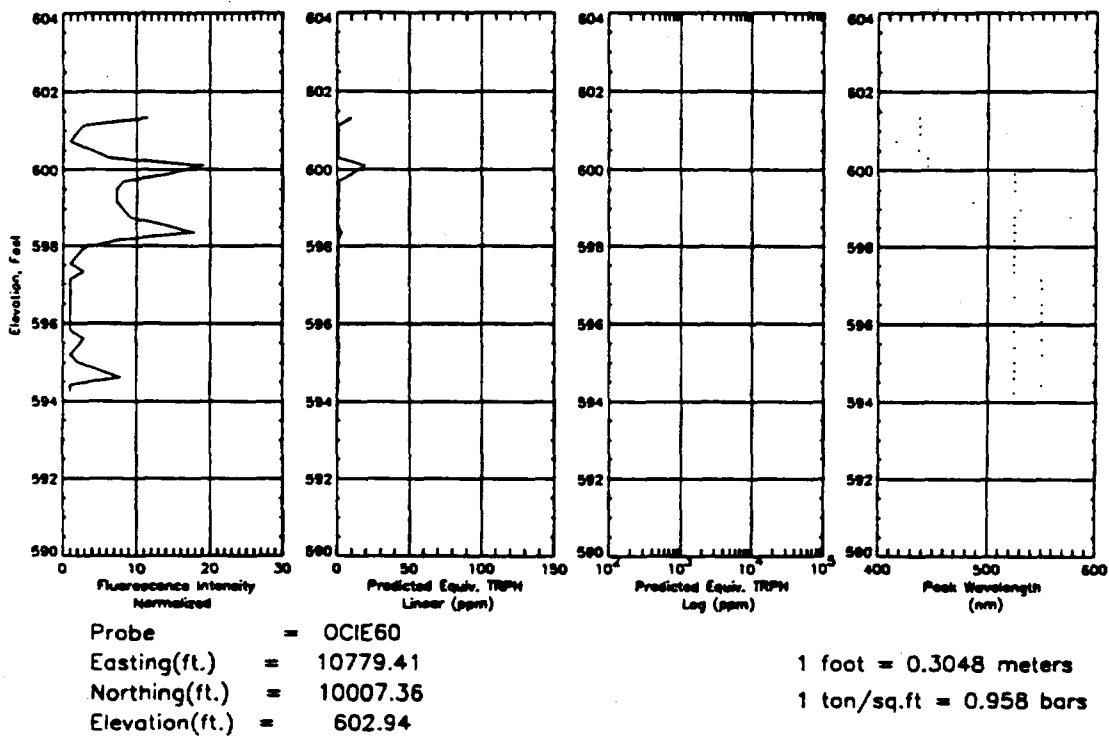 604 604 604 604
602 602 602 602
600 600 600 600
598 598 598 598
596 596 596 596
594 594 594 594
592 592 592 592
590 590 590 590
Elevation, Feet
0 10 20 30
Fluorescence Intensity
Normalized
0 50 100 150
Predicted Equiv. TRPH
Linear (ppm)
10² 10³ 10⁴ 10⁵
Predicted Equiv. TRPH
Log (ppm)
400 500 600
Peak Wavelength
(nm)
Probe = OCIE60
Easting(ft.) = 10779.41
Northing(ft.) = 10007.36
Elevation(ft.) = 602.94
1 foot = 0.3048 meters
1 ton/sq.ft = 0.958 bars